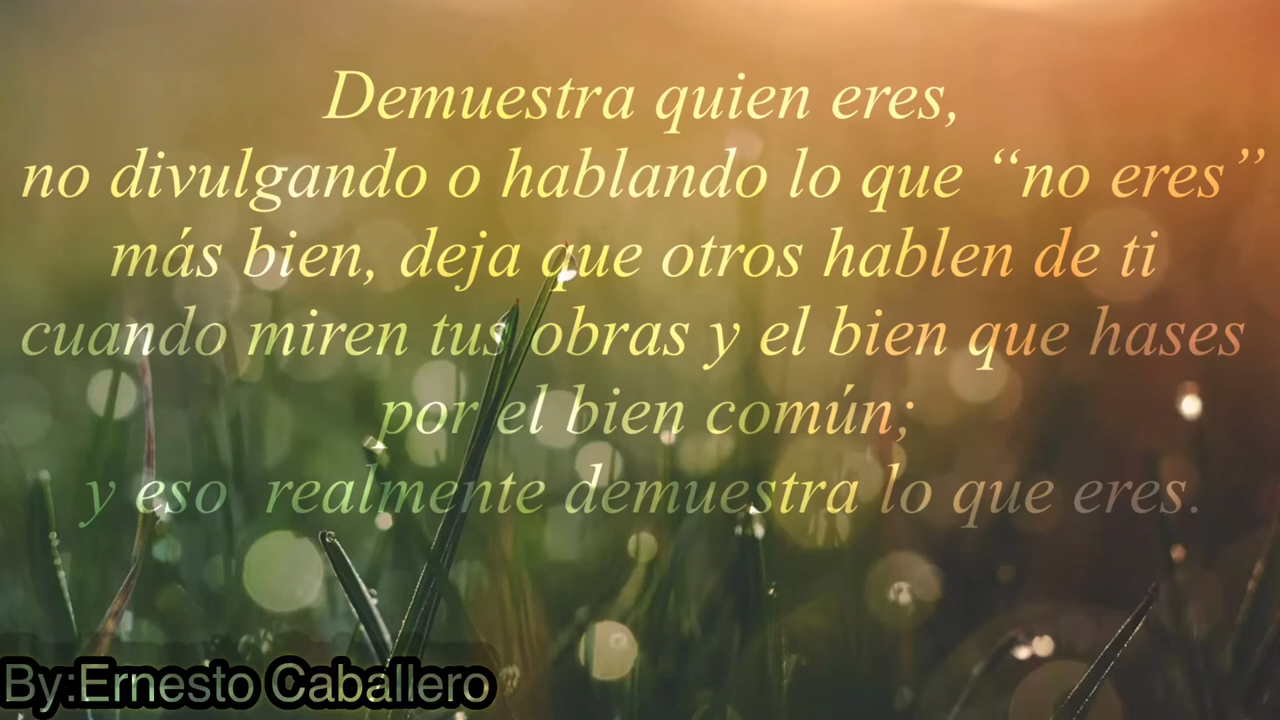 Demuestra quien eres,
no divulgando o hablando lo que “no eres”
más bien, deja que otros hablen de ti
cuando miren tus obras y el bien que hases
por el bien común;
y eso realmente demuestra lo que eres.
By:Ernesto Caballero